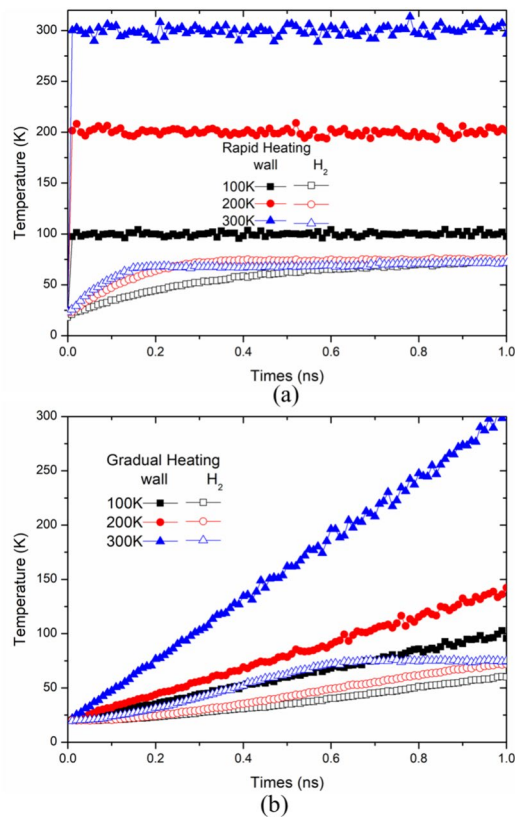 300
250
200
150
100
50
0
Temperature (K)
Rapid Heating
wall H2
100K
200K
300K
0.0 0.2 0.4 0.6 0.8 1.0
Times (ns)
(a)
300
250
200
150
100
50
0
Temperature (K)
Gradual Heating
wall H2
100K
200K
300K
0.0 0.2 0.4 0.6 0.8 1.0
Times (ns)
(b)